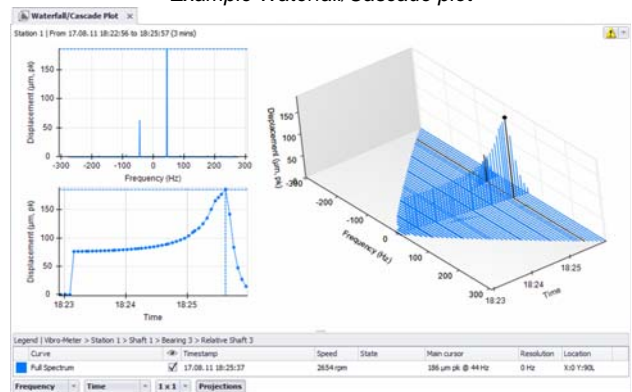 Example Waterfall/Cascade plot
Waterfall/Cascade Plot ×
Station 1 | From 17.08.11 18:22:56 to 18:25:57 (3 mins)
Displacement (µm, pk)
150
100
50
0
-300 -200 -100 0 100 200 300
Frequency (Hz)
Displacement (µm, pk)
150
100
50
0
18:23 18:24 18:25
Time
Displacement (µm, pk)
150
100
50
0
-300
-200
-100
0
100
200
300
Frequency (Hz)
18:23
18:24
18:25
Time
Legend | Vibro-Meter > Station 1 > Shaft 1 > Bearing 3 > Relative Shaft 3
Curve Timestamp Speed State Main cursor Resolution Location
Full Spectrum 17.08.11 18:25:37 2654 rpm 186 µm pk @ 44 Hz 0 Hz X:0 Y:90L
Frequency Time 1 x 1 Projections